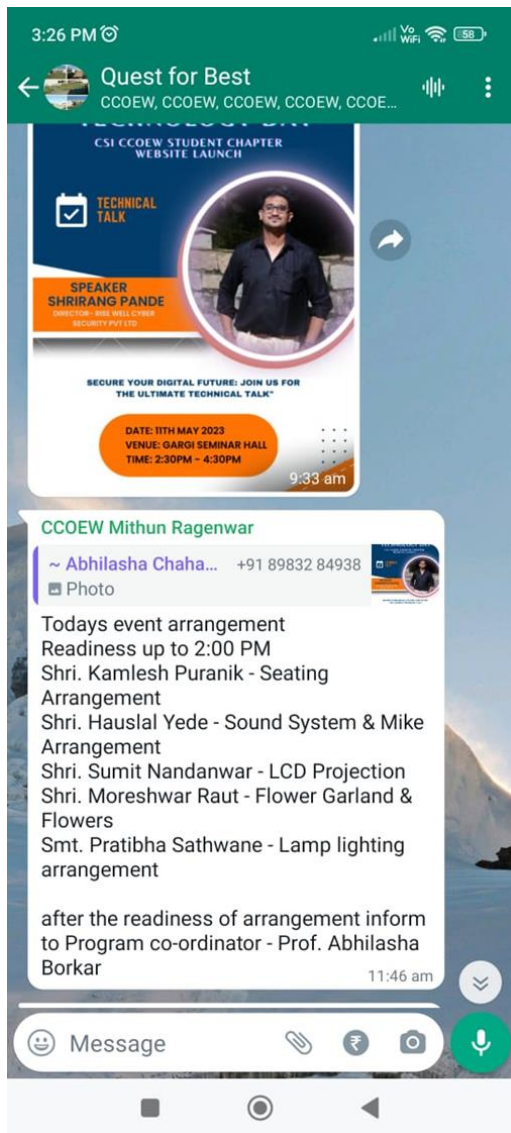 3:26 PM
Vo
WiFi
58
Quest for Best
CCOEW, CCOEW, CCOEW, CCOEW, CCOE...
TECHNOLOGY DAY
CSI CCOEW STUDENT CHAPTER
WEBSITE LAUNCH
TECHNICAL
TALK
SPEAKER
SHRIRANG PANDE
DIRECTOR- RISE WELL CYBER
SECURITY PVT LTD
SECURE YOUR DIGITAL FUTURE: JOIN US FOR
THE ULTIMATE TECHNICAL TALK"
DATE: 11TH MAY 2023
VENUE: GARGI SEMINAR HALL
TIME: 2:30PM - 4:30PM
9:33 am
CCOEW Mithun Ragenwar
~ Abhilasha Chaha... +91 89832 84938
Photo
Todays event arrangement
Readiness up to 2:00 PM
Shri. Kamlesh Puranik - Seating
Arrangement
Shri. Hauslal Yede - Sound System & Mike
Arrangement
Shri. Sumit Nandanwar - LCD Projection
Shri. Moreshwar Raut - Flower Garland &
Flowers
Smt. Pratibha Sathwane - Lamp lighting
arrangement
after the readiness of arrangement inform
to Program co-ordinator - Prof. Abhilasha
Borkar
11:46 am
Message